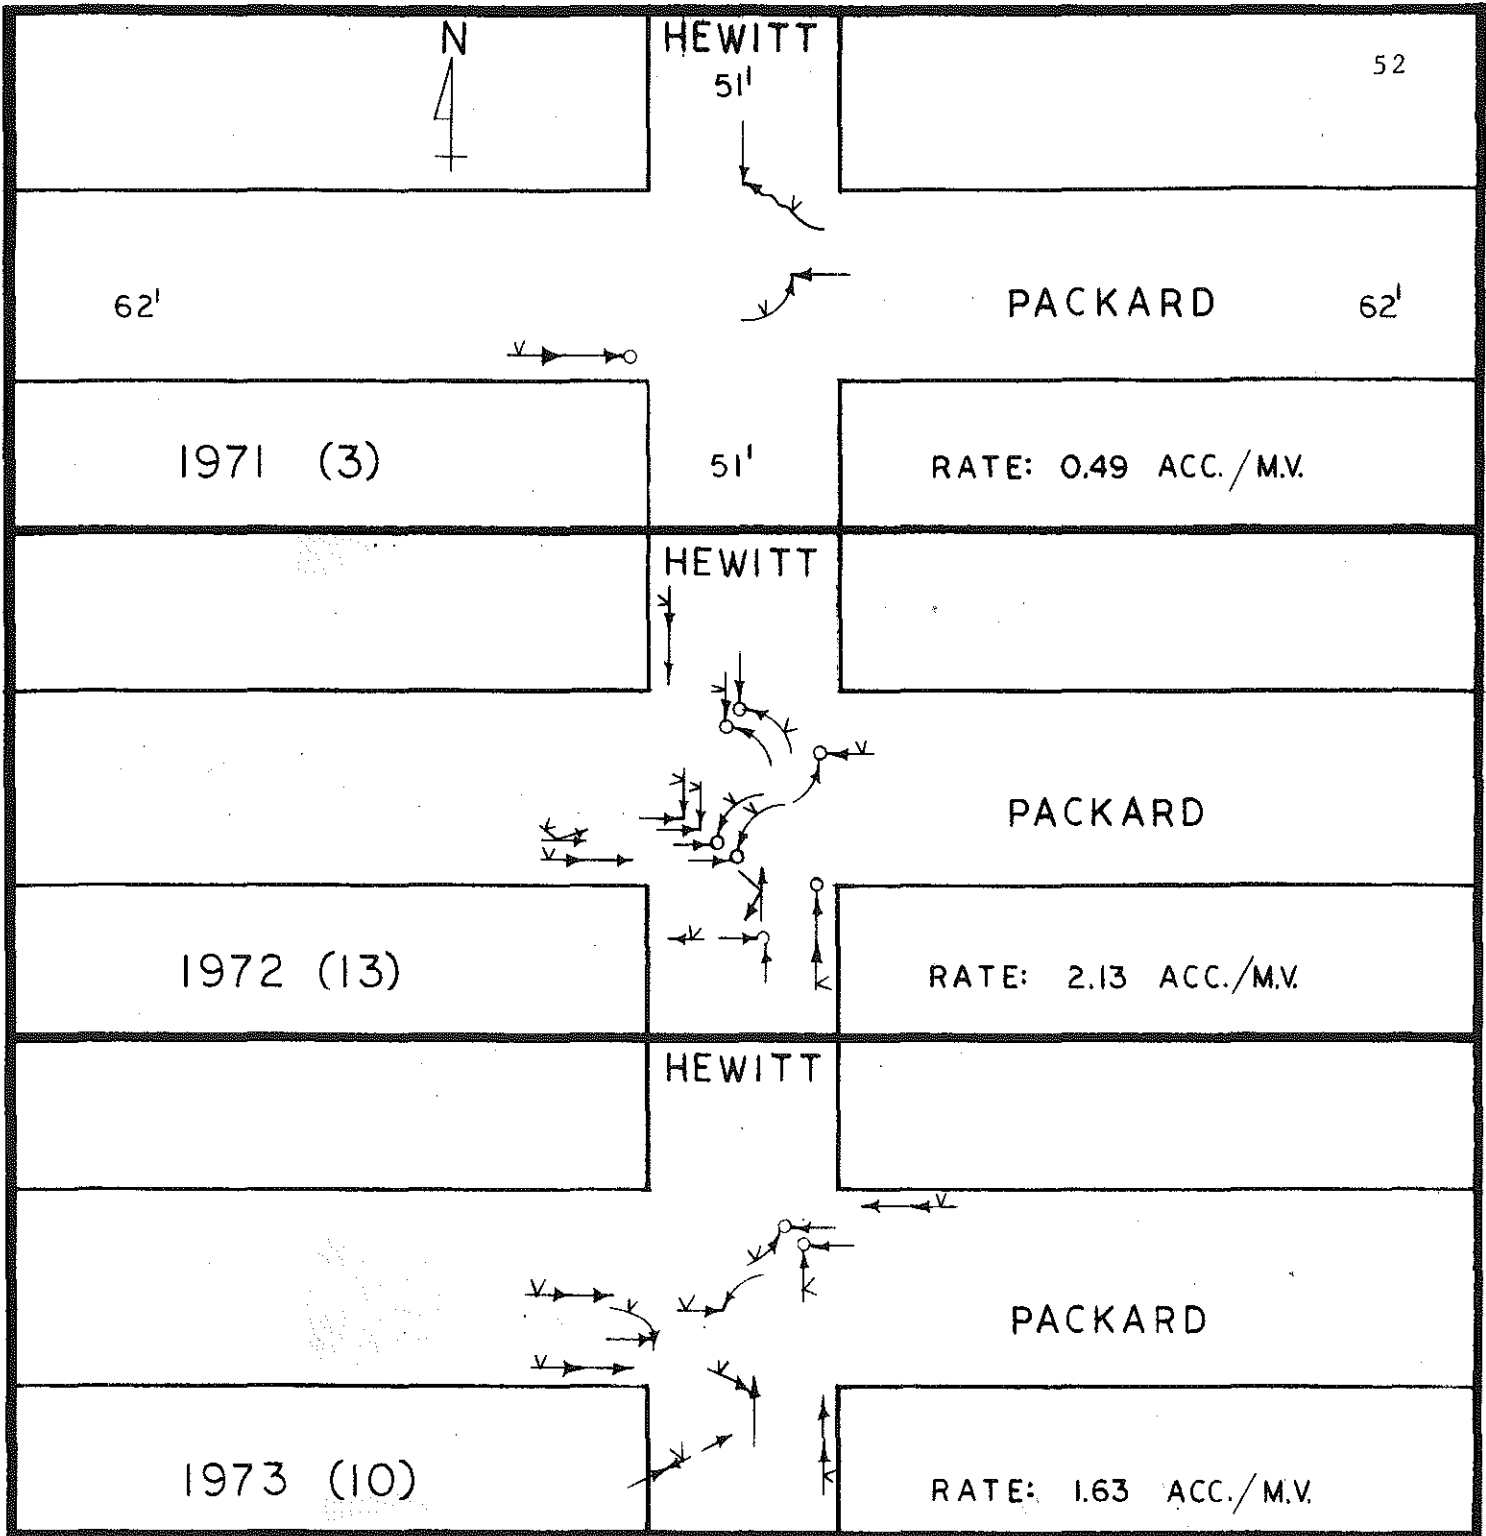 N
HEWITT
51'
52
62'
PACKARD
62'
1971 (3)
51'
RATE: 0.49 ACC./M.V.
HEWITT
PACKARD
1972 (13)
RATE: 2.13 ACC./M.V.
HEWITT
PACKARD
1973 (10)
RATE: 1.63 ACC./M.V.